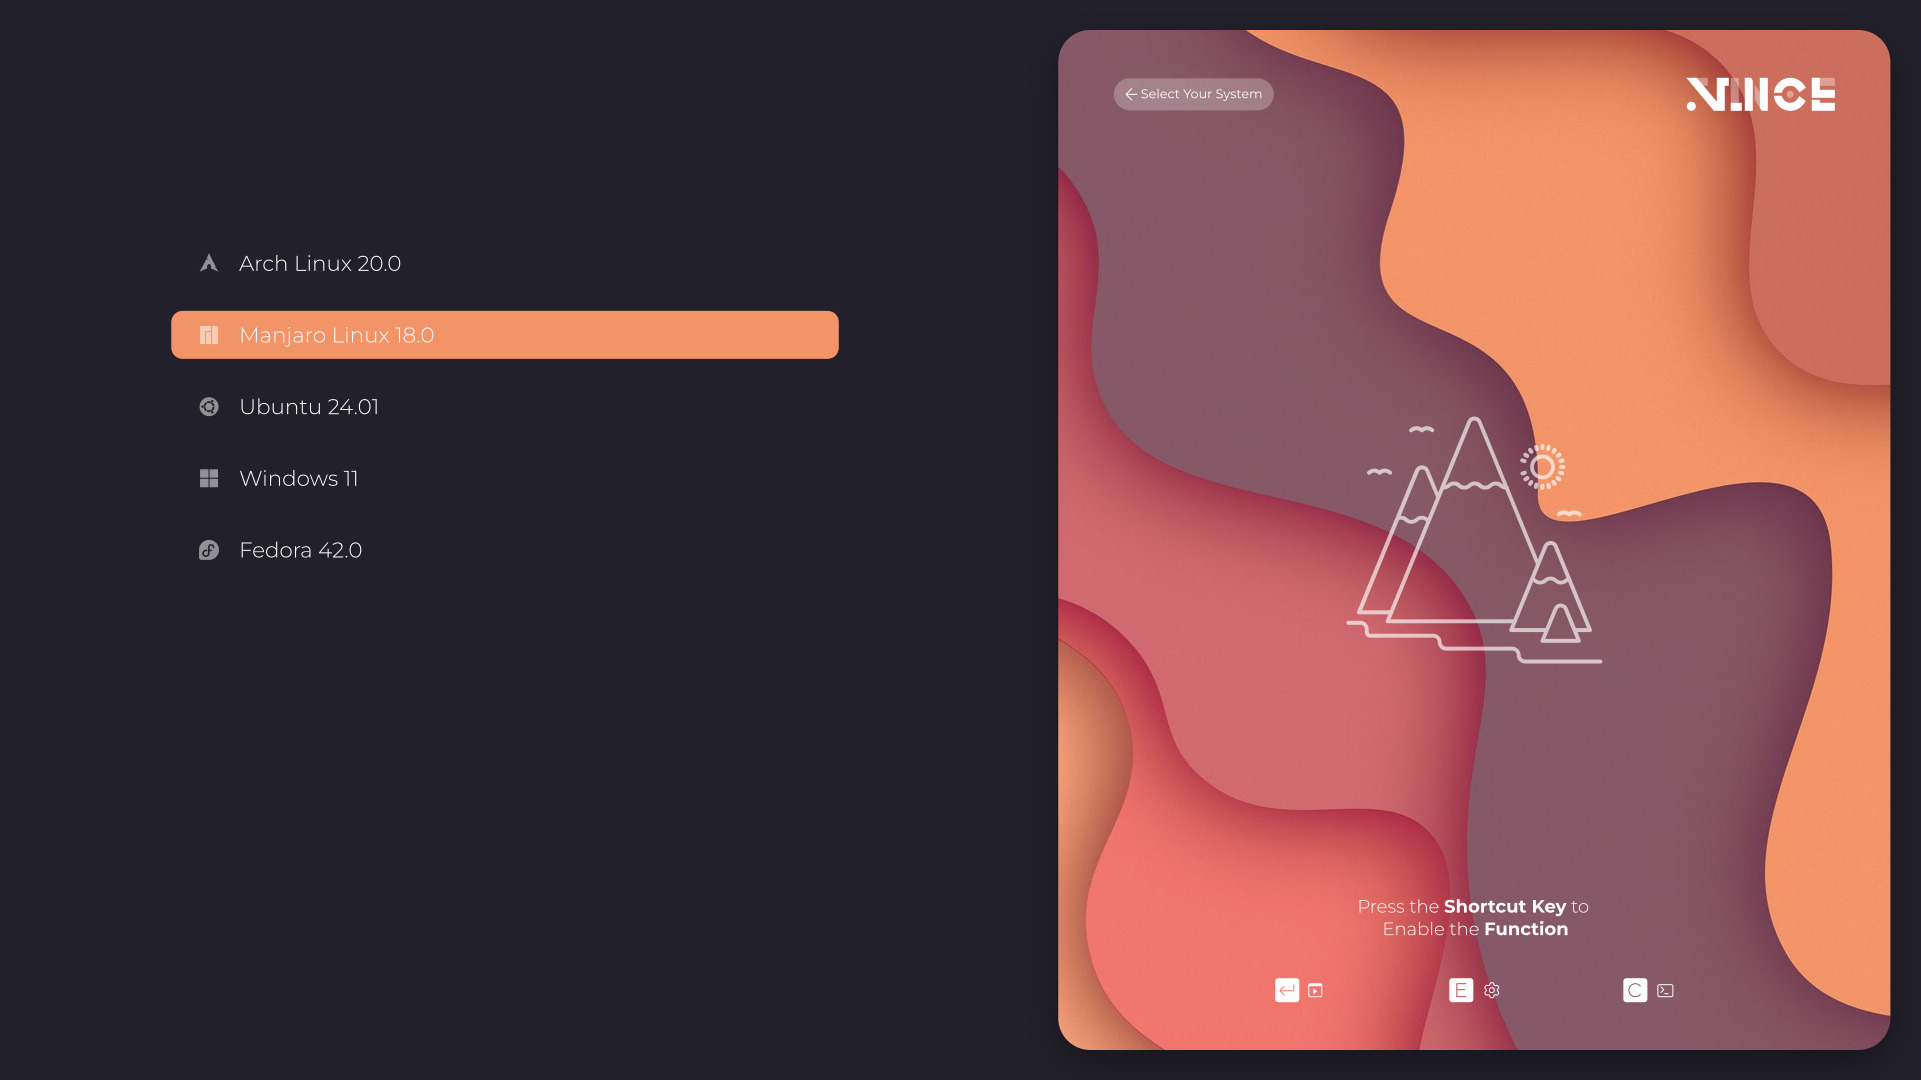 Arch Linux 20.0
Manjaro Linux 18.0
Ubuntu 24.01
Windows 11
Fedora 42.0
← Select Your System
.VINCE
Press the Shortcut Key to
Enable the Function
E
C